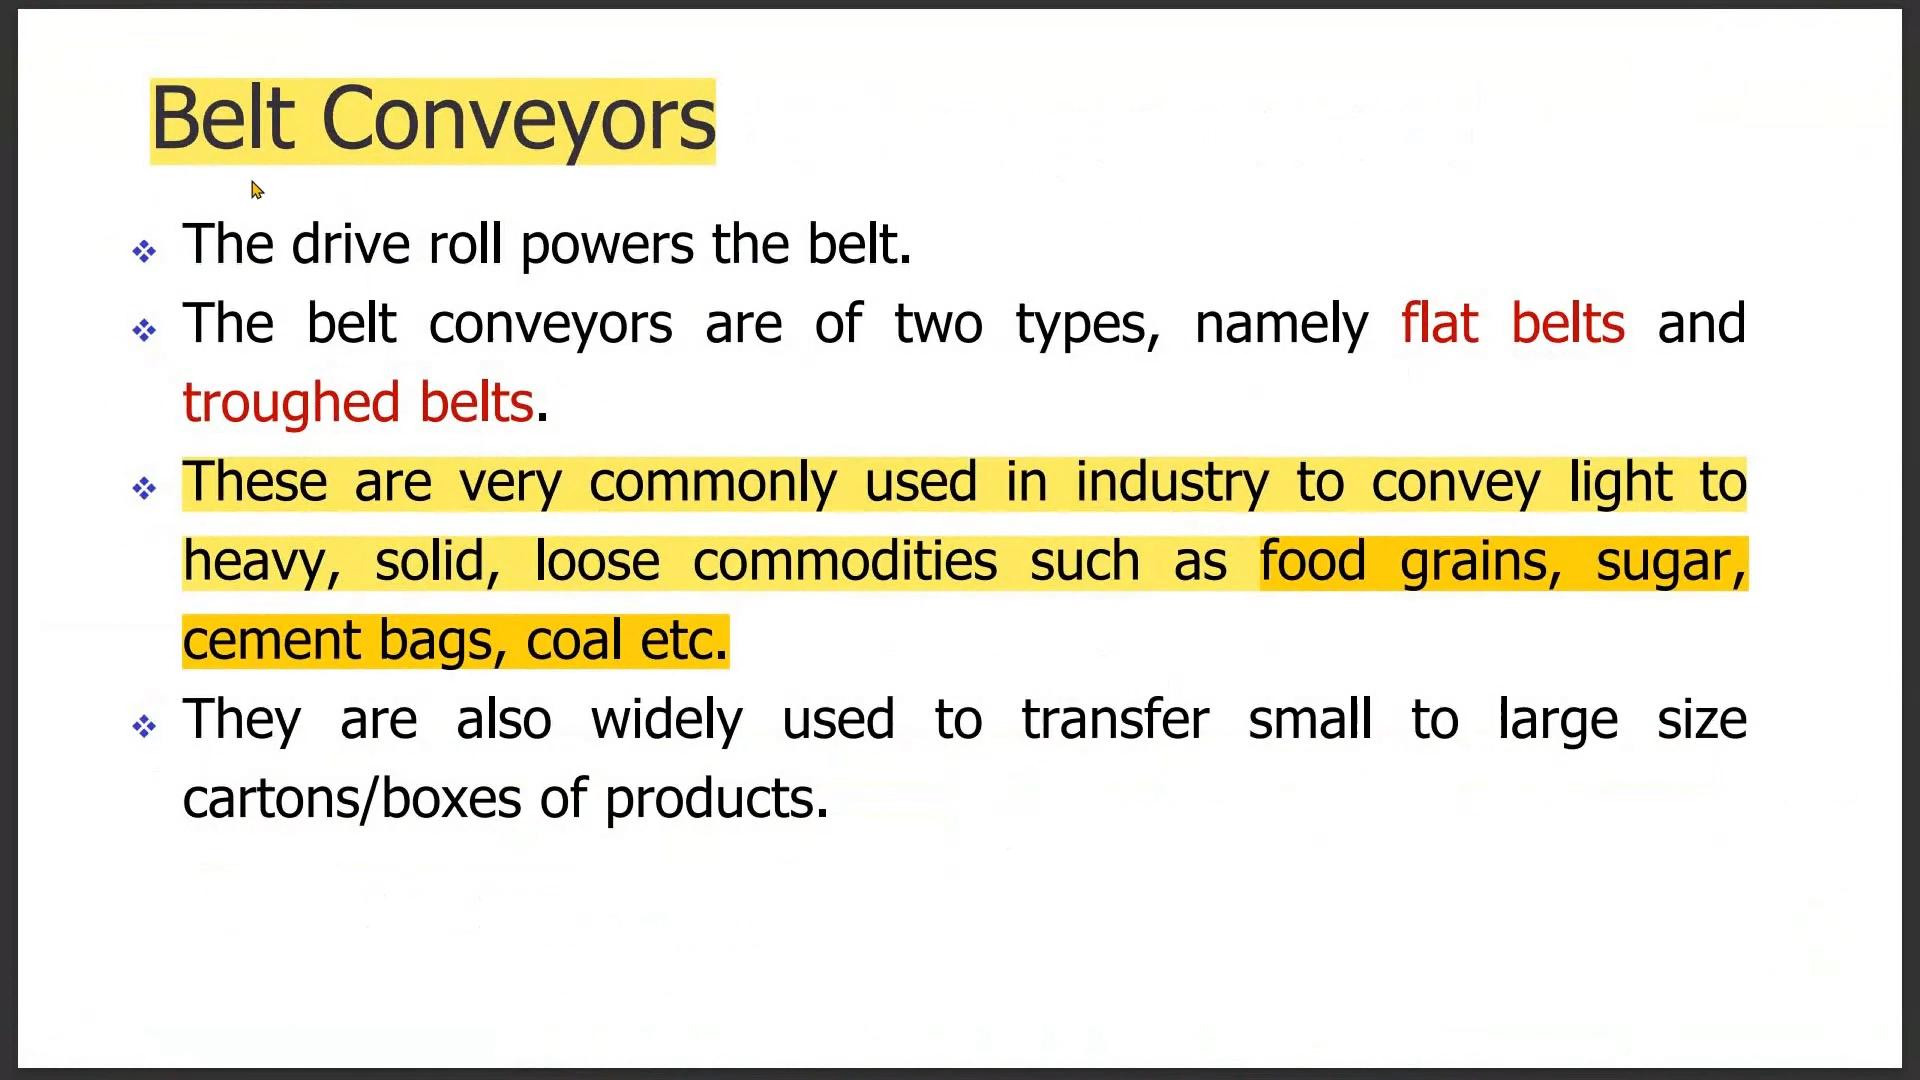 Belt Conveyors
The drive roll powers the belt.
The belt conveyors are of two types, namely flat belts and
troughed belts.
These are very commonly used in industry to convey light to
heavy, solid, loose commodities such as food grains, sugar,
cement bags, coal etc.
They are also widely used to transfer small to large size
cartons/boxes of products.